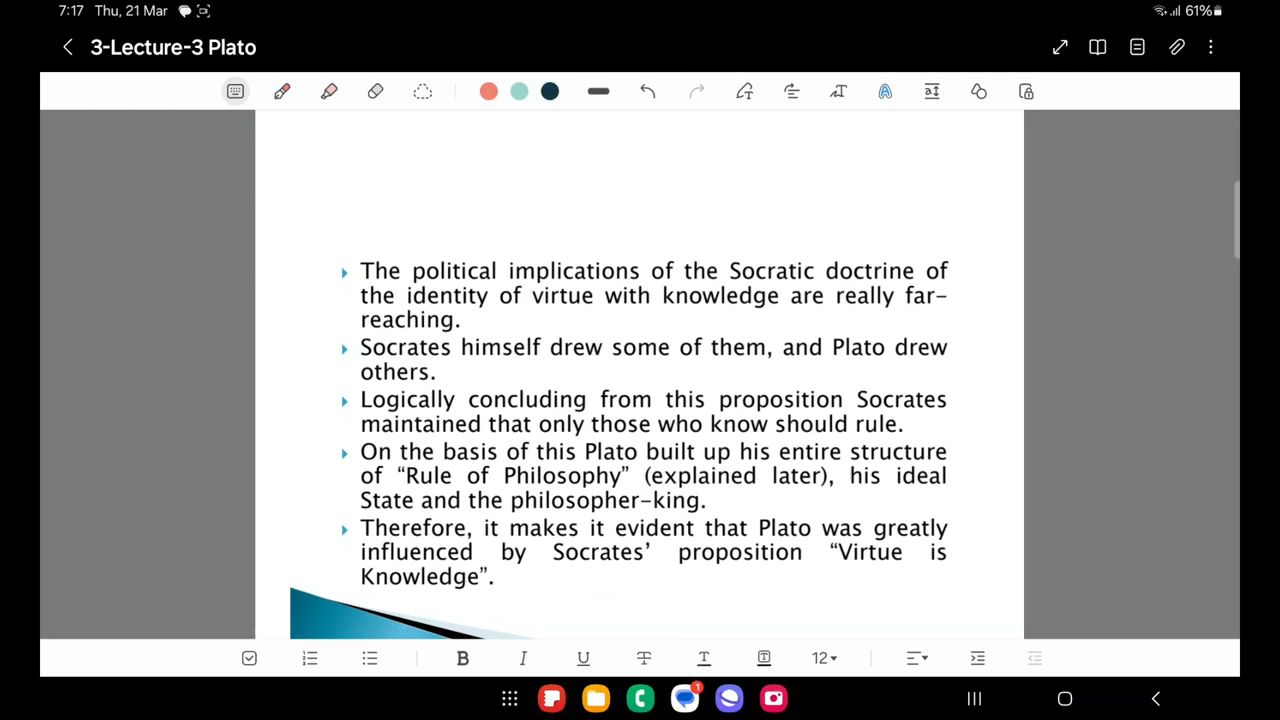 7:17 Thu, 21 Mar
61%
3-Lecture-3 Plato
The political implications of the Socratic doctrine of
the identity of virtue with knowledge are really far-
reaching.
Socrates himself drew some of them, and Plato drew
others.
Logically concluding from this proposition Socrates
maintained that only those who know should rule.
On the basis of this Plato built up his entire structure
of “Rule of Philosophy” (explained later), his ideal
State and the philosopher-king.
Therefore, it makes it evident that Plato was greatly
influenced by Socrates’ proposition “Virtue is
Knowledge”.
B I U T T T 12
1